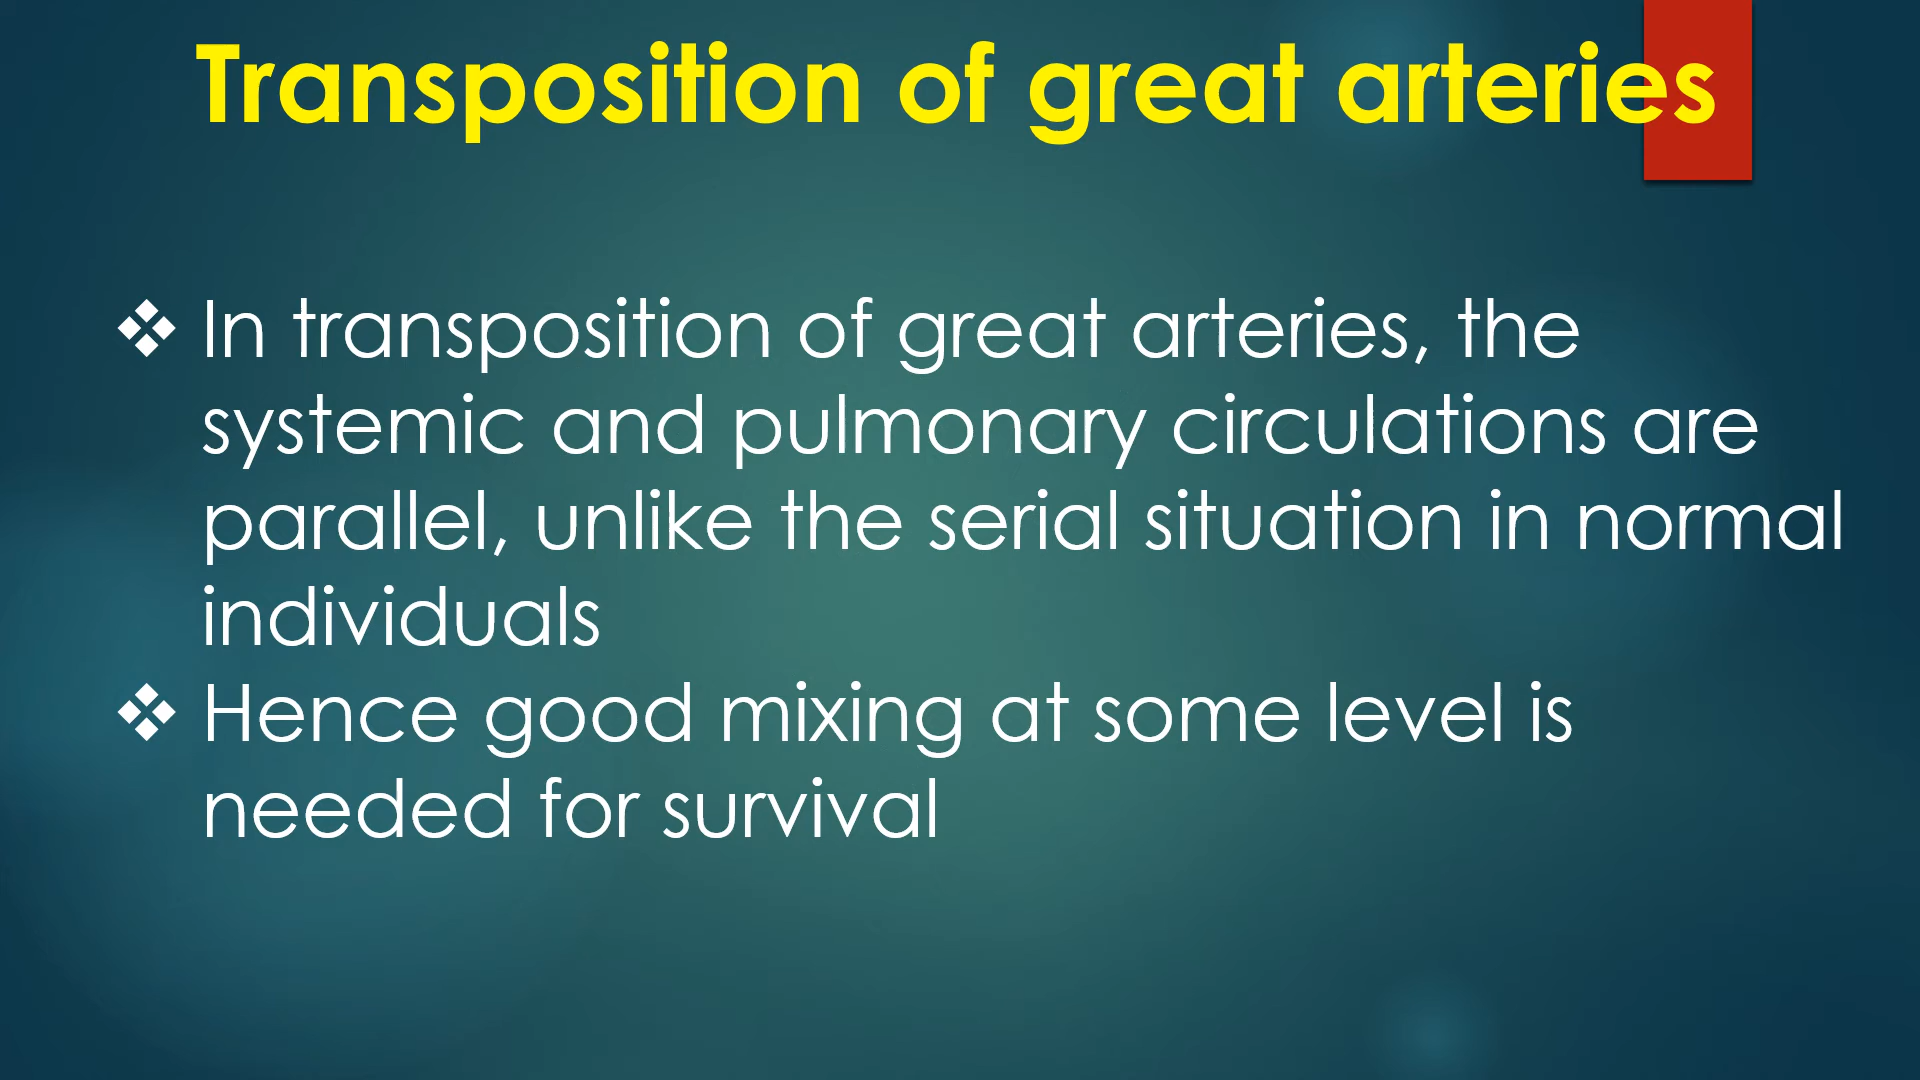 Transposition of great arteries
❖ In transposition of great arteries, the
systemic and pulmonary circulations are
parallel, unlike the serial situation in normal
individuals
❖ Hence good mixing at some level is
needed for survival